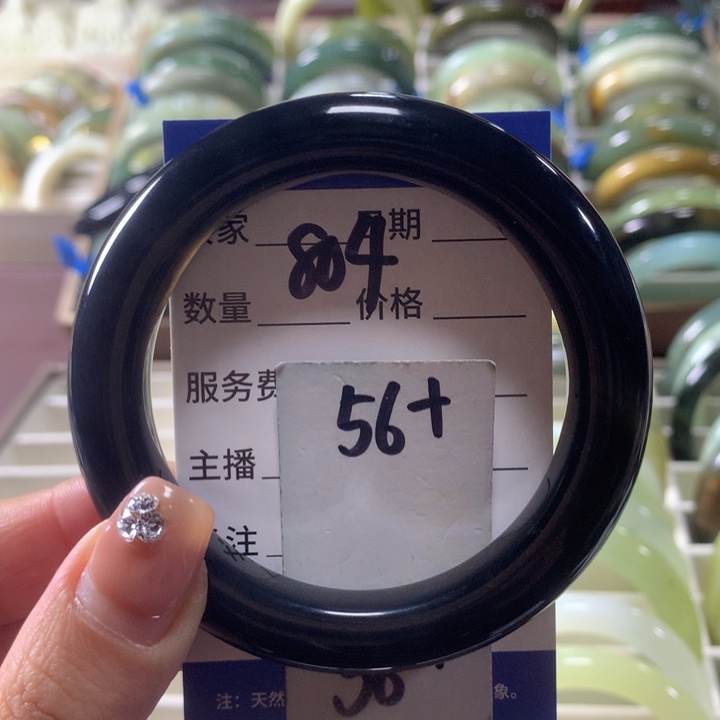 家 804 期
数量 价格
服务费
56+
主播
注
注：天然 象。